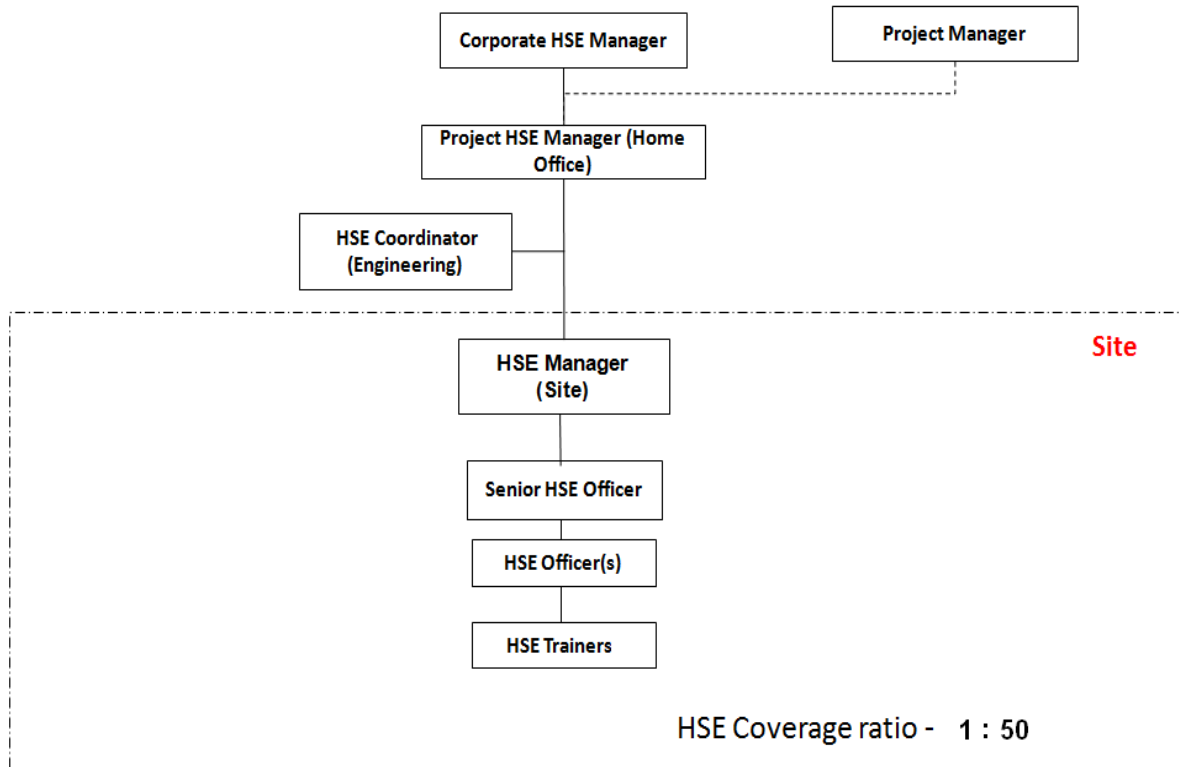 Corporate HSE Manager
Project Manager
Project HSE Manager (Home
Office)
HSE Coordinator
(Engineering)
Site
HSE Manager
(Site)
Senior HSE Officer
HSE Officer(s)
HSE Trainers
HSE Coverage ratio - 1 : 50